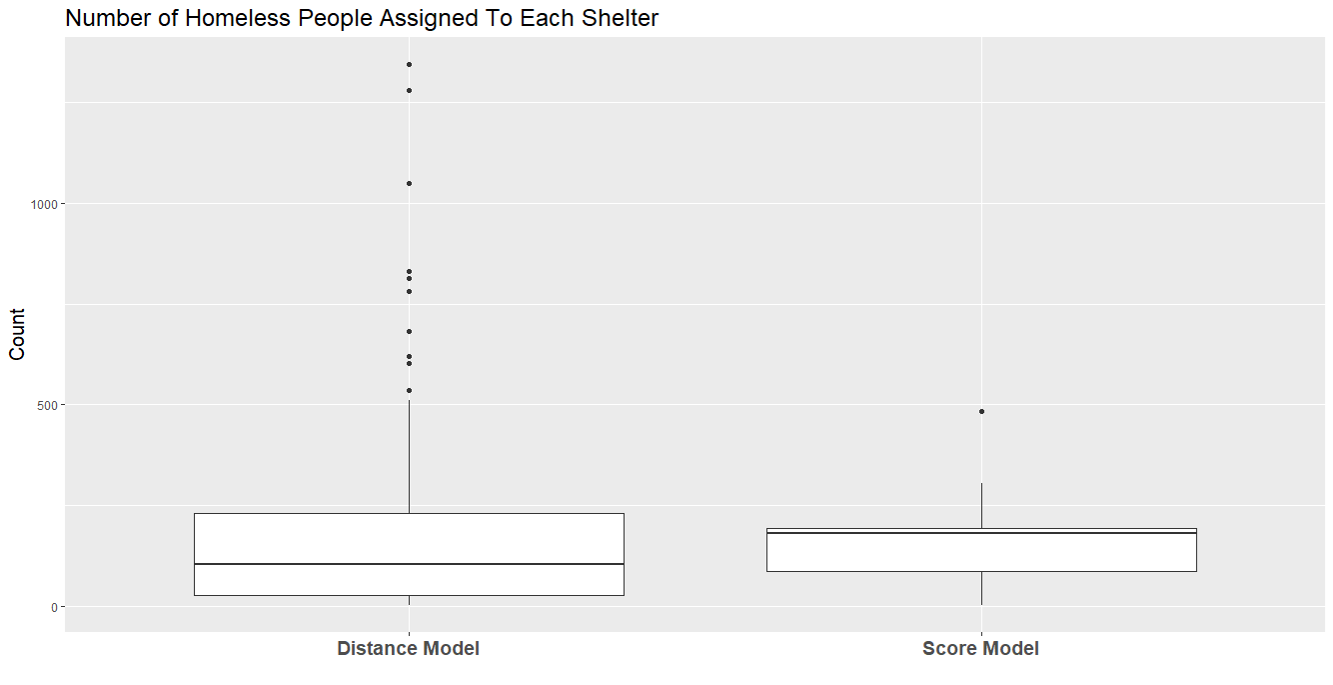 Number of Homeless People Assigned To Each Shelter
Count
1000
500
0
Distance Model
Score Model